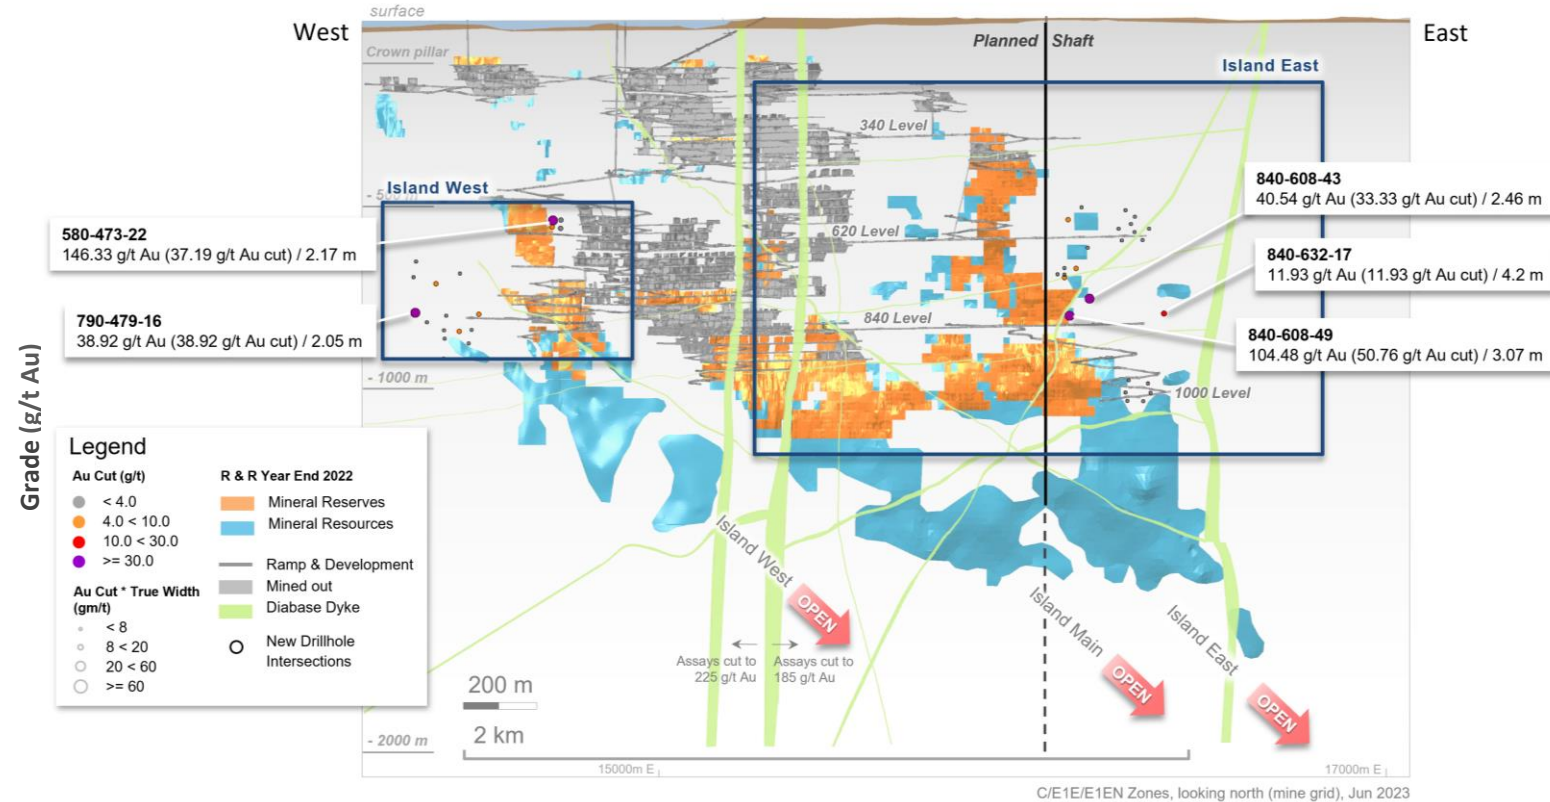 surface
West
East
Planned Shaft
Crown pillar
Island East
340 Level
Island West
- 500 m
840-608-43
40.54 g/t Au (33.33 g/t Au cut) / 2.46 m
580-473-22
146.33 g/t Au (37.19 g/t Au cut) / 2.17 m
620 Level
840-632-17
11.93 g/t Au (11.93 g/t Au cut) / 4.2 m
790-479-16
38.92 g/t Au (38.92 g/t Au cut) / 2.05 m
840 Level
840-608-49
104.48 g/t Au (50.76 g/t Au cut) / 3.07 m
- 1000 m
1000 Level
Grade (g/t Au)
Legend
Au Cut (g/t)
< 4.0
4.0 < 10.0
10.0 < 30.0
>= 30.0
Au Cut * True Width
(gm/t)
< 8
8 < 20
20 < 60
>= 60
R & R Year End 2022
Mineral Reserves
Mineral Resources
Ramp & Development
Mined out
Diabase Dyke
New Drillhole
Intersections
Island West
OPEN
Island Main
OPEN
Island East
OPEN
Assays cut to
225 g/t Au
Assays cut to
185 g/t Au
200 m
2 km
- 2000 m
15000m E
17000m E
C/E1E/E1EN Zones, looking north (mine grid), Jun 2023